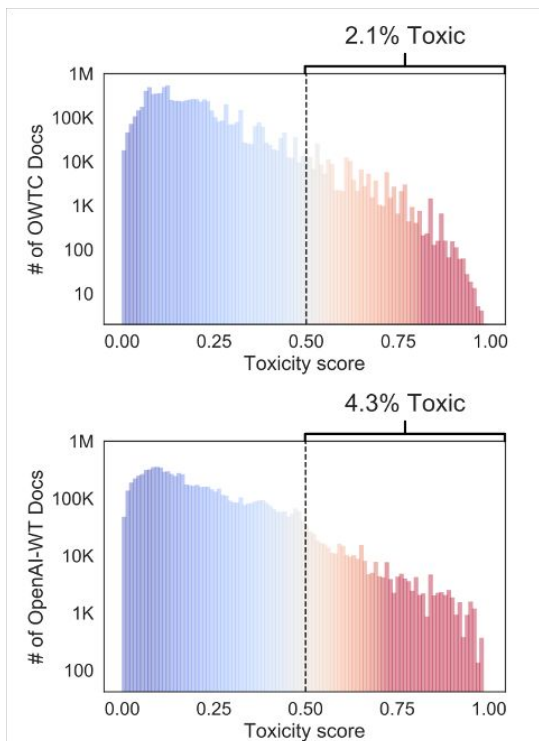 2.1% Toxic
1M
100K
10K
1K
100
10
# of OWTC Docs
0.00 0.25 0.50 0.75 1.00
Toxicity score
4.3% Toxic
1M
100K
10K
1K
100
# of OpenAI-WT Docs
0.00 0.25 0.50 0.75 1.00
Toxicity score